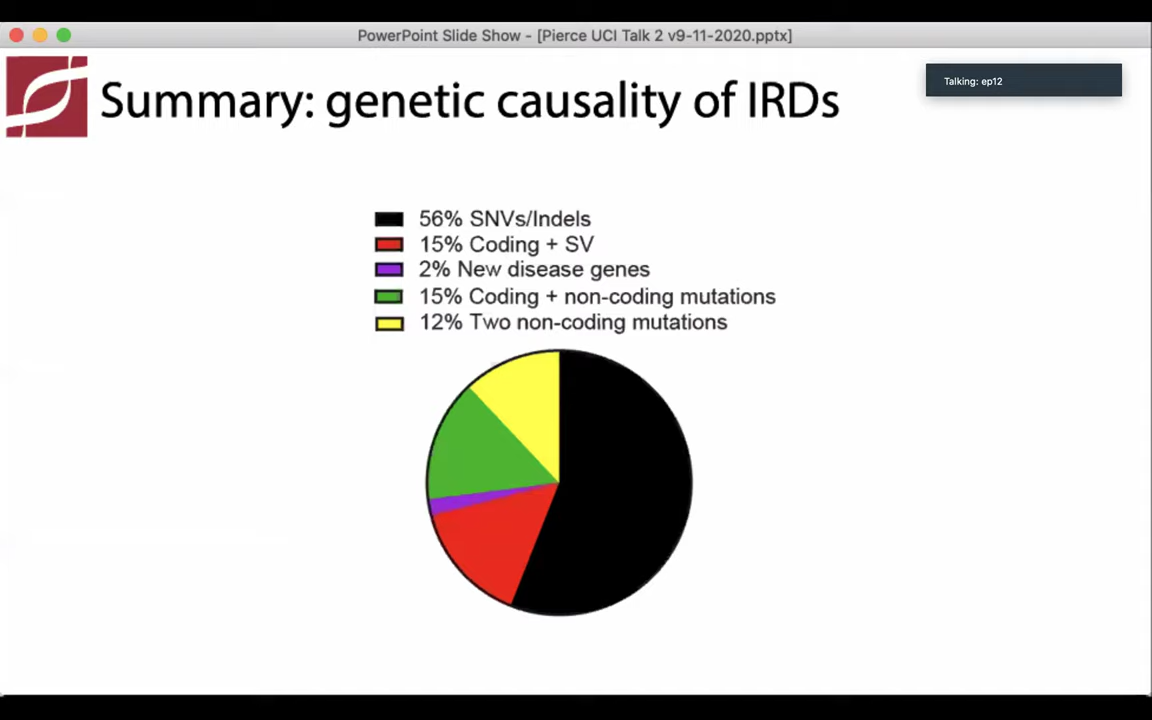 PowerPoint Slide Show - [Pierce UCI Talk 2 v9-11-2020.pptx]
Talking: ep12
Summary: genetic causality of IRDs
56% SNVs/Indels
15% Coding + SV
2% New disease genes
15% Coding + non-coding mutations
12% Two non-coding mutations